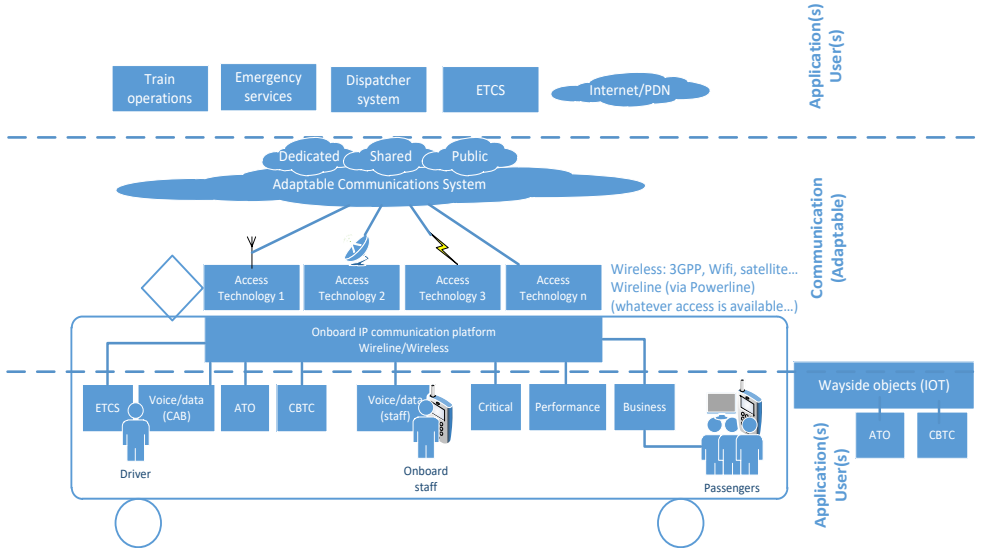 Application(s)
User(s)
Train
operations
Emergency
services
Dispatcher
system
ETCS
Internet/PDN
Dedicated
Shared
Public
Adaptable Communications System
Communication
(Adaptable)
Access
Technology 1
Access
Technology 2
Access
Technology 3
Access
Technology n
Wireless: 3GPP, Wifi, satellite...
Wireline (via Powerline)
(whatever access is available...)
Onboard IP communication platform
Wireline/Wireless
ETCS
Voice/data
(CAB)
ATO
CBTC
Voice/data
(staff)
Critical
Performance
Business
Wayside objects (IOT)
ATO
CBTC
Driver
Onboard
staff
Passengers
Application(s)
User(s)